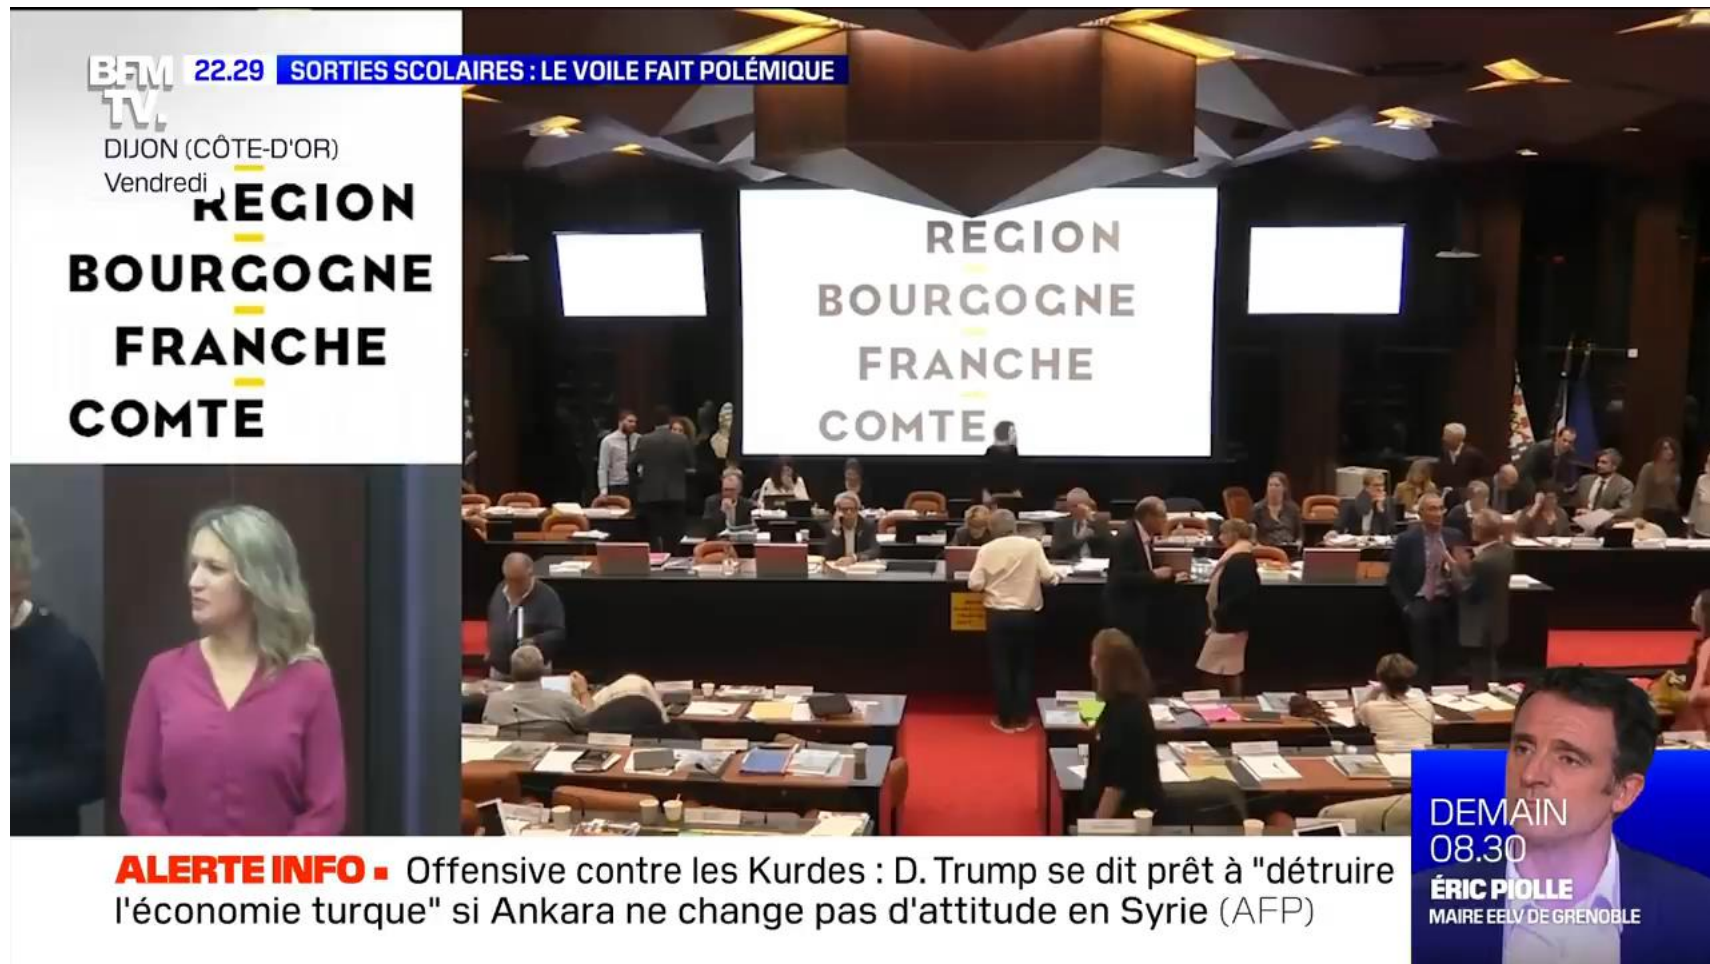 BFM
TV.
22.29
SORTIES SCOLAIRES : LE VOILE FAIT POLÉMIQUE
DIJON (CÔTE-D'OR)
Vendredi
REGION
BOURGOGNE
FRANCHE
COMTE
REGION
BOURGOGNE
FRANCHE
COMTE
ALERTE INFO ▪ Offensive contre les Kurdes : D. Trump se dit prêt à "détruire
l'économie turque" si Ankara ne change pas d'attitude en Syrie (AFP)
DEMAIN
08.30
ÉRIC PIOLLE
MAIRE EELV DE GRENOBLE